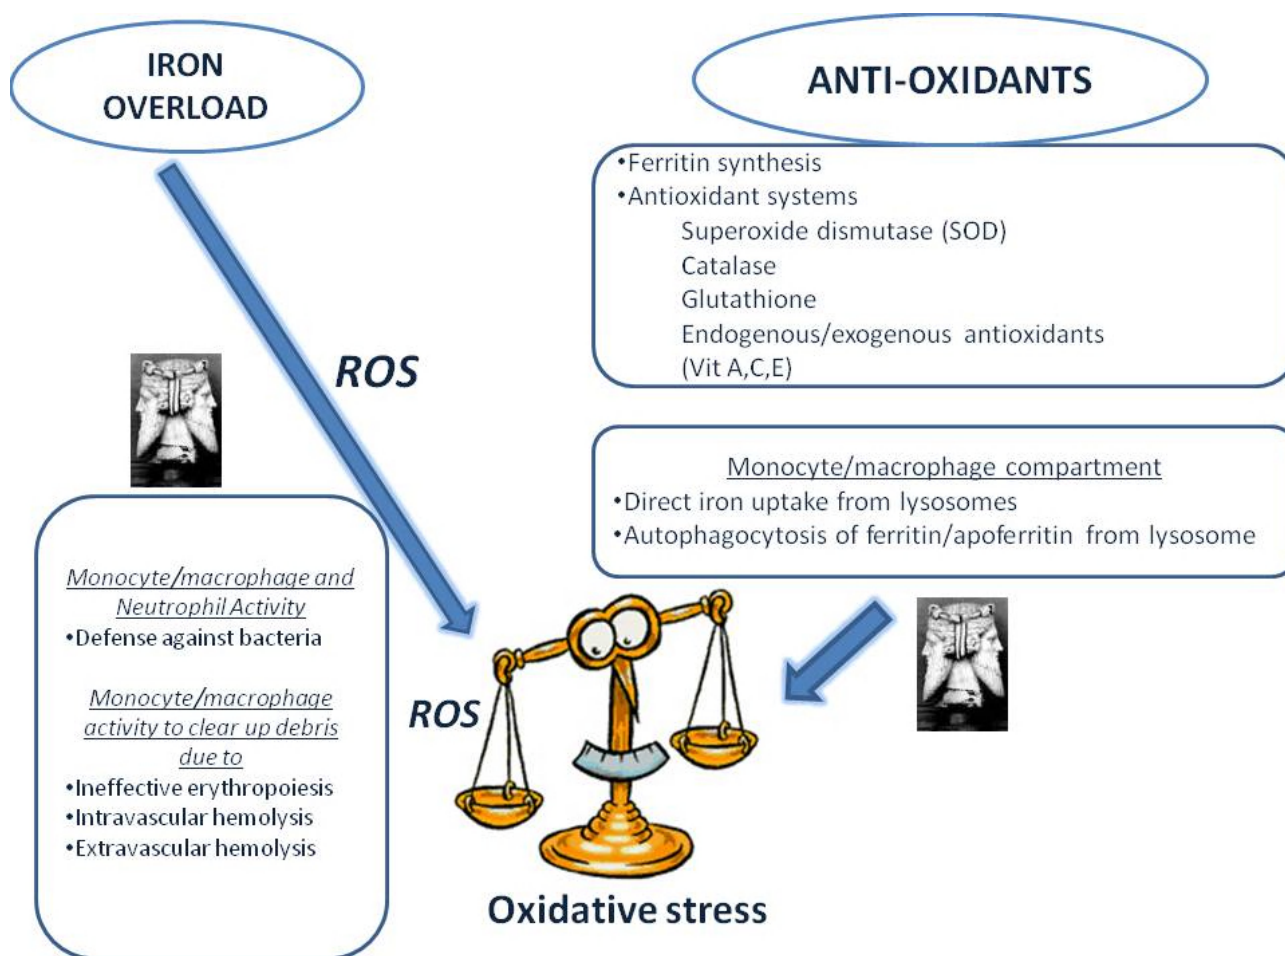 IRON
OVERLOAD
ANTI-OXIDANTS
•Ferritin synthesis
•Antioxidant systems
Superoxide dismutase (SOD)
Catalase
Glutathione
Endogenous/exogenous antioxidants
(Vit A,C,E)
ROS
Monocyte/macrophage compartment
•Direct iron uptake from lysosomes
•Autophagocytosis of ferritin/apoferritin from lysosome
Monocyte/macrophage and
Neutrophil Activity
•Defense against bacteria
Monocyte/macrophage
activity to clear up debris
due to
•Ineffective erythropoiesis
•Intravascular hemolysis
•Extravascular hemolysis
ROS
Oxidative stress